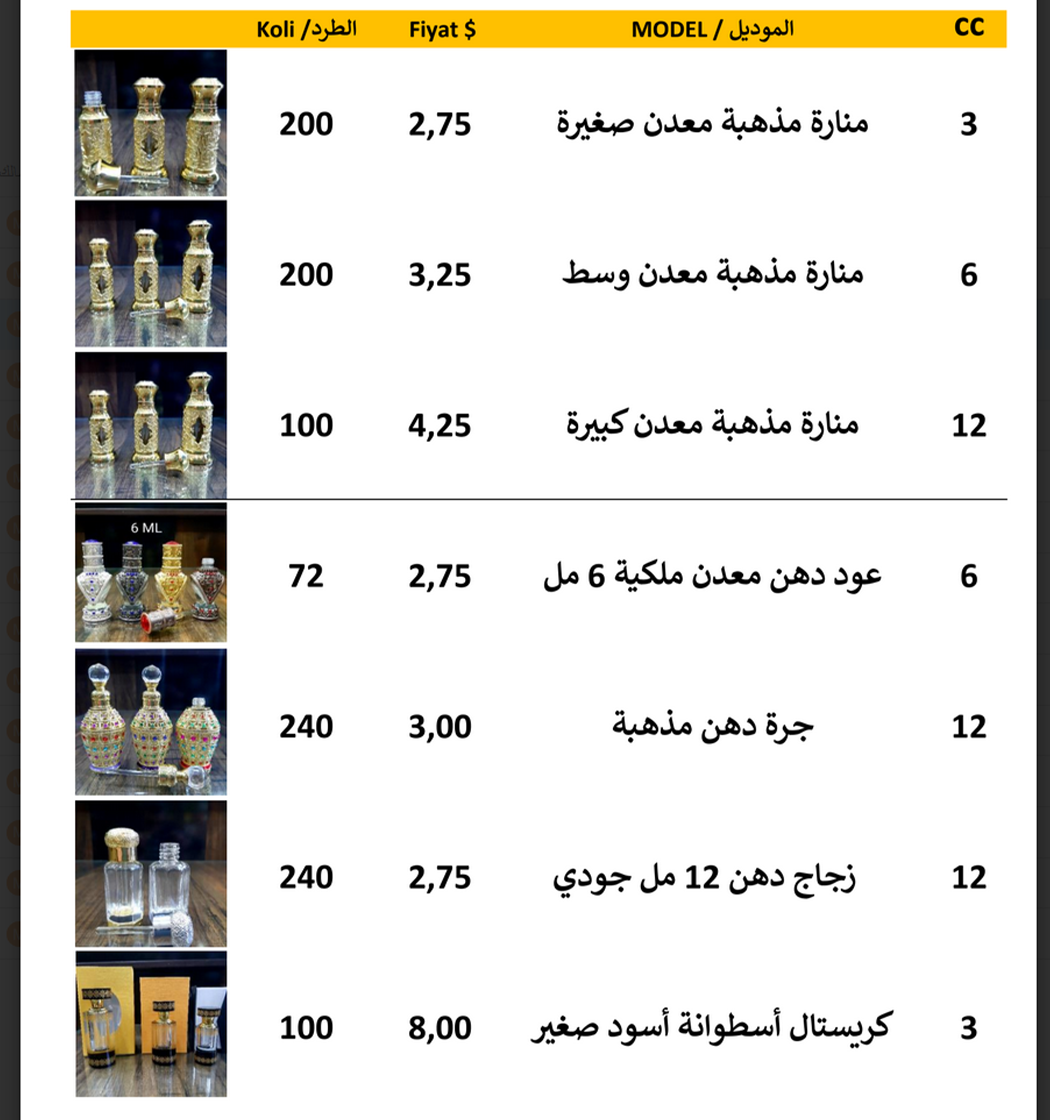 CC الموديل / MODEL Fiyat $ Koli /الطرد
3 منارة مذهبة معدن صغيرة 2,75 200
6 منارة مذهبة معدن وسط 3,25 200
12 منارة مذهبة معدن كبيرة 4,25 100
6 عود دهن معدن ملكية 6 مل 2,75 72
6 ML
12 جرة دهن مذهبة 3,00 240
12 زجاج دهن 12 مل جودي 2,75 240
3 كريستال أسطوانة أسود صغير 8,00 100